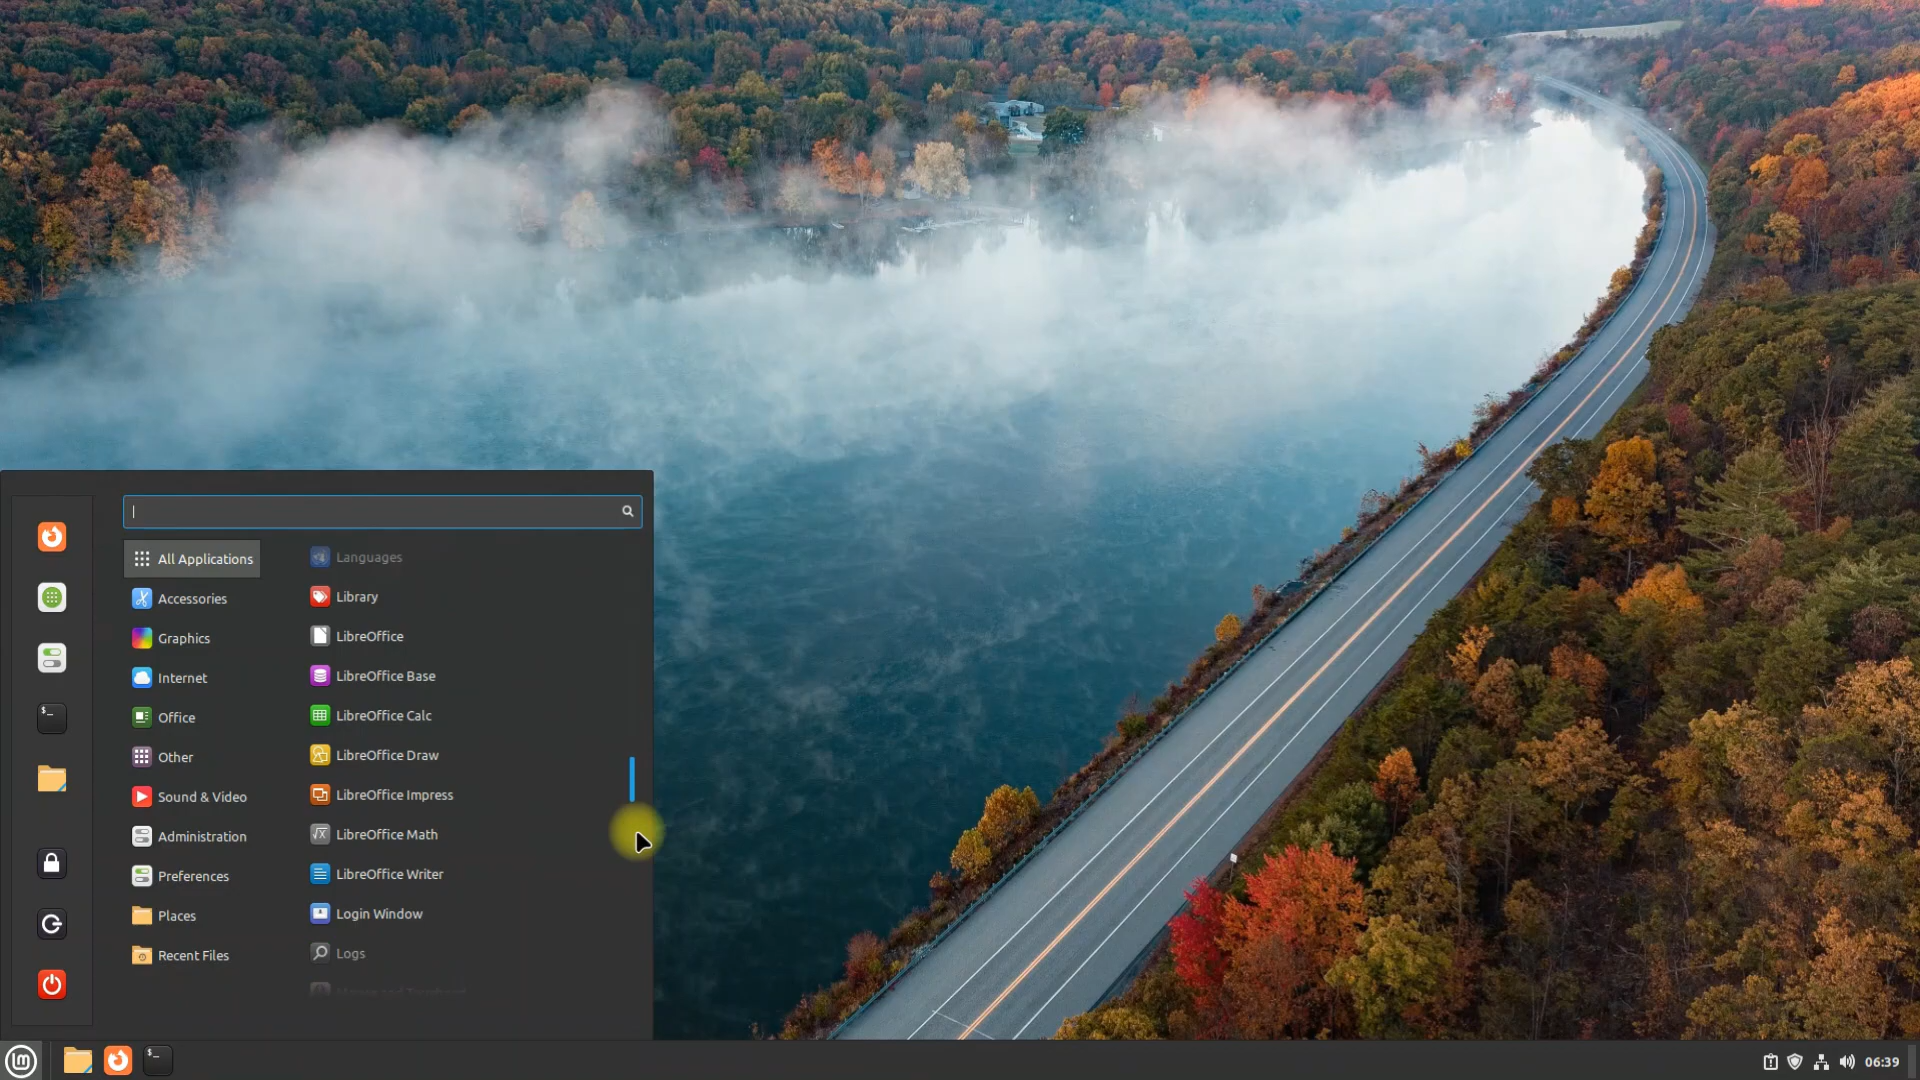 All Applications
Accessories
Graphics
Internet
Office
Other
Sound & Video
Administration
Preferences
Places
Recent Files
Languages
Library
LibreOffice
LibreOffice Base
LibreOffice Calc
LibreOffice Draw
LibreOffice Impress
LibreOffice Math
LibreOffice Writer
Login Window
Logs
06:39